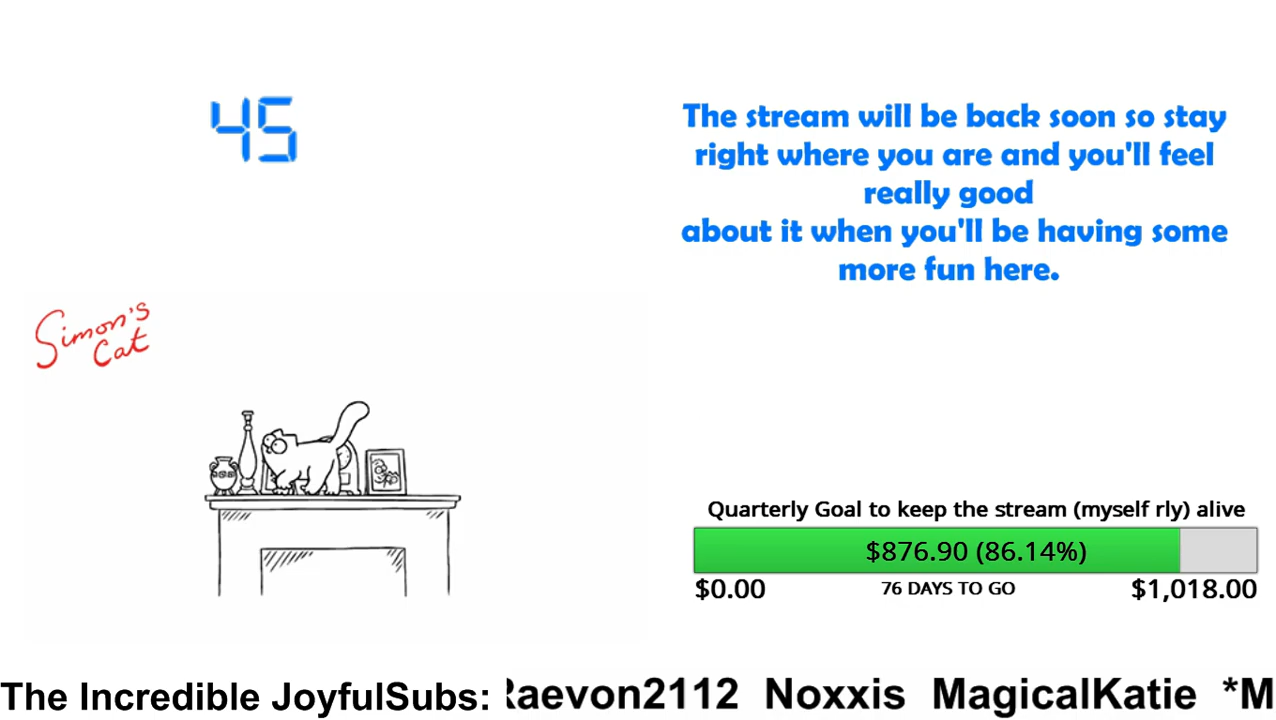 45
The stream will be back soon so stay
right where you are and you'll feel
really good
about it when you'll be having some
more fun here.
Simon's
Cat
Quarterly Goal to keep the stream (myself rly) alive
$876.90 (86.14%)
$0.00 76 DAYS TO GO $1,018.00
The Incredible JoyfulSubs: Raevon2112 Noxxis MagicalKatie *M